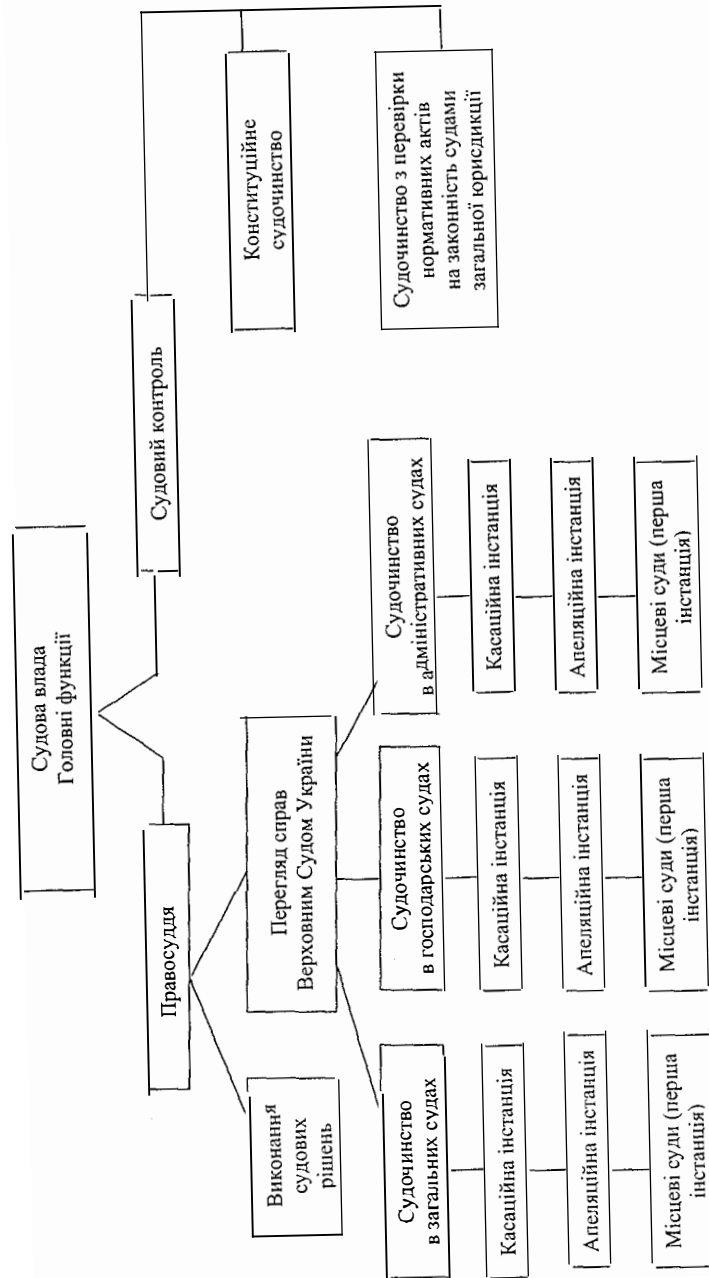 Судова влада
Головні функції
Правосуддя
Судовий контроль
Виконання
судових
рішень
Перегляд справ
Верховним Судом України
Конституційне
судочинство
Судочинство
в загальних судах
Судочинство
в господарських судах
Судочинство
в адміністративних судах
Судочинство з перевірки
нормативних актів
на законність судами
загальної юрисдикції
Касаційна інстанція
Касаційна інстанція
Касаційна інстанція
Апеляційна інстанція
Апеляційна інстанція
Апеляційна інстанція
Місцеві суди (перша
інстанція)
Місцеві суди (перша
інстанція)
Місцеві суди (перша
інстанція)